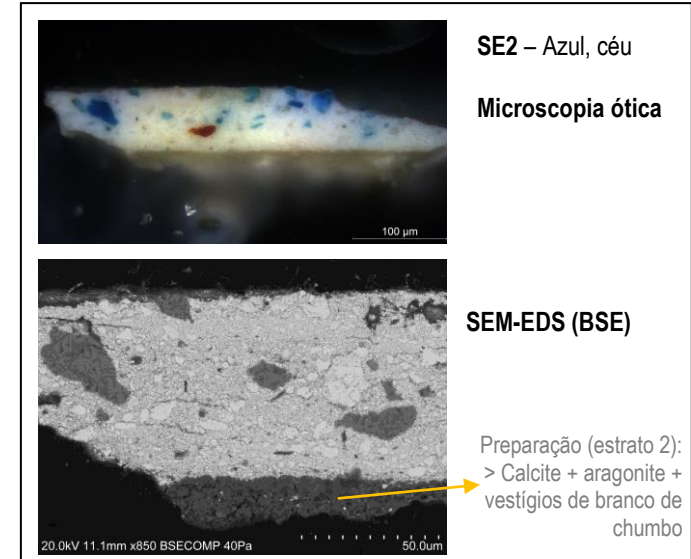 SE2 – Azul, céu
Microscopia ótica
100 µm
SEM-EDS (BSE)
Preparação (estrato 2):
> Calcite + aragonite +
vestígios de branco de
chumbo
20.0kV 11.1mm x850 BSECOMP 40Pa
50.0um